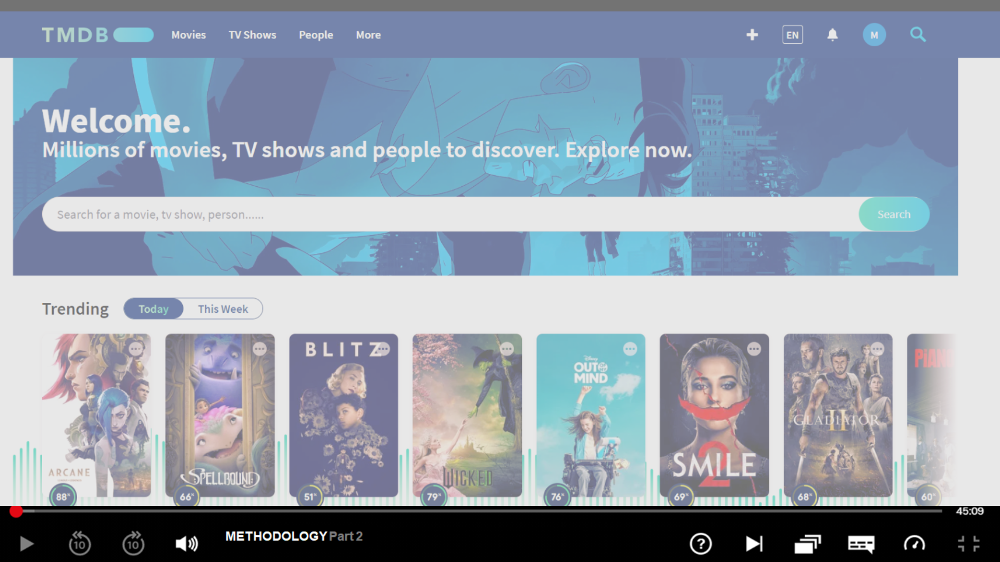 TMDB Movies TV Shows People More EN M
Welcome.
Millions of movies, TV shows and people to discover. Explore now.
Search for a movie, tv show, person...... Search
Trending Today This Week
BLITZ
Disney
OUT OF MY
MIND
PIAN
GLADIATOR
II
SMILE
2
ARCANE
SPELLBOUND
WICKED
88% 66% 51% 79% 76% 69% 68% 60%
45:09
METHODOLOGY Part 2
10 10 ?